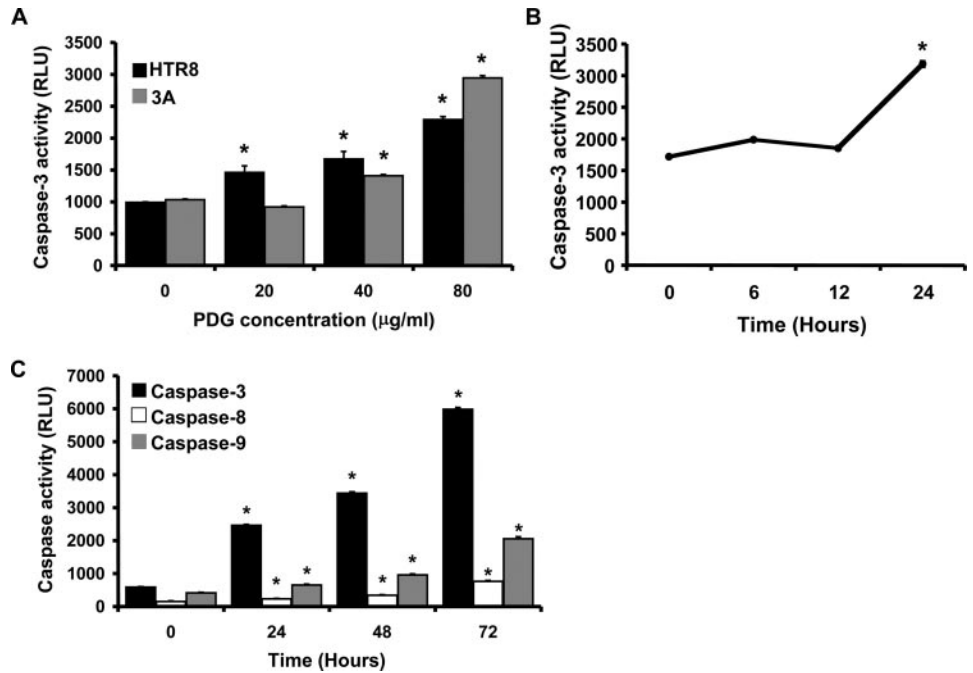 A
Caspase-3 activity (RLU)
3500
3000
2500
2000
1500
1000
500
0
HTR8
3A
*
*
*
*
*
0 20 40 80
PDG concentration (μg/ml)
B
Caspase-3 activity (RLU)
3500
3000
2500
2000
1500
1000
500
0
*
0 6 12 24
Time (Hours)
C
Caspase activity (RLU)
7000
6000
5000
4000
3000
2000
1000
0
Caspase-3
Caspase-8
Caspase-9
* * *
* * *
* * *
0 24 48 72
Time (Hours)